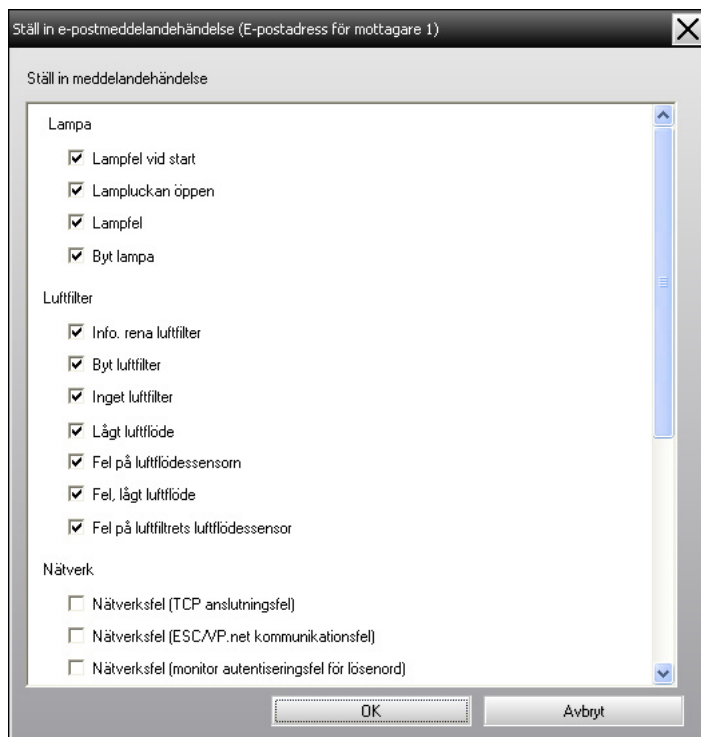 Ställ in e-postmeddelandehändelse (E-postadress för mottagare 1)
Ställ in meddelandehändelse
Lampa
Lampfel vid start
Lampluckan öppen
Lampfel
Byt lampa
Luftfilter
Info. rena luftfilter
Byt luftfilter
Inget luftfilter
Lågt luftflöde
Fel på luftflödessensorn
Fel, lågt luftflöde
Fel på luftfiltrets luftflödessensor
Nätverk
Nätverksfel (TCP anslutningsfel)
Nätverksfel (ESC/VP.net kommunikationsfel)
Nätverksfel (monitor autentiseringsfel för lösenord)
OK
Avbryt